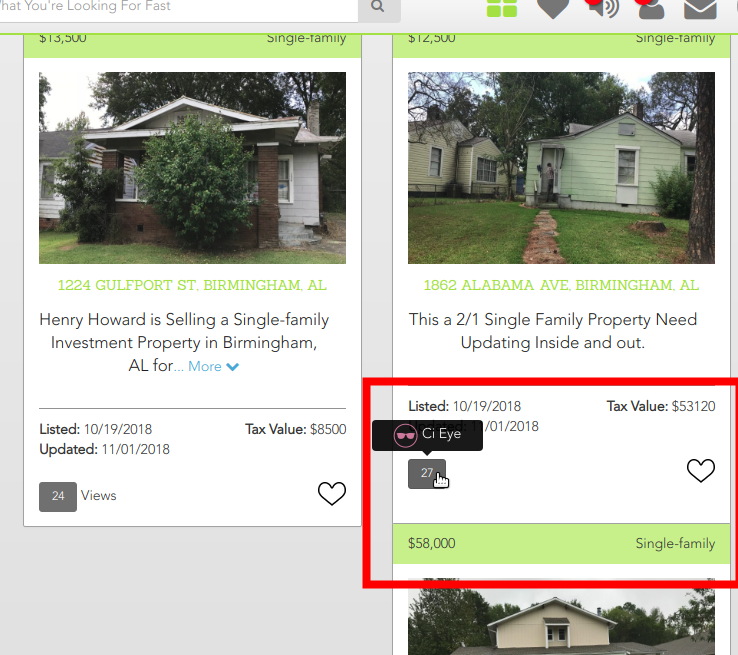 What You're Looking For Fast
$13,500 Single-family
1224 GULFPORT ST, BIRMINGHAM, AL
Henry Howard is Selling a Single-family
Investment Property in Birmingham,
AL for... More
Listed: 10/19/2018 Tax Value: $8500
Updated: 11/01/2018
24 Views
$12,500 Single-family
1862 ALABAMA AVE, BIRMINGHAM, AL
This a 2/1 Single Family Property Need
Updating Inside and out.
Listed: 10/19/2018 Tax Value: $53120
11/01/2018
Ci Eye
27
$58,000 Single-family